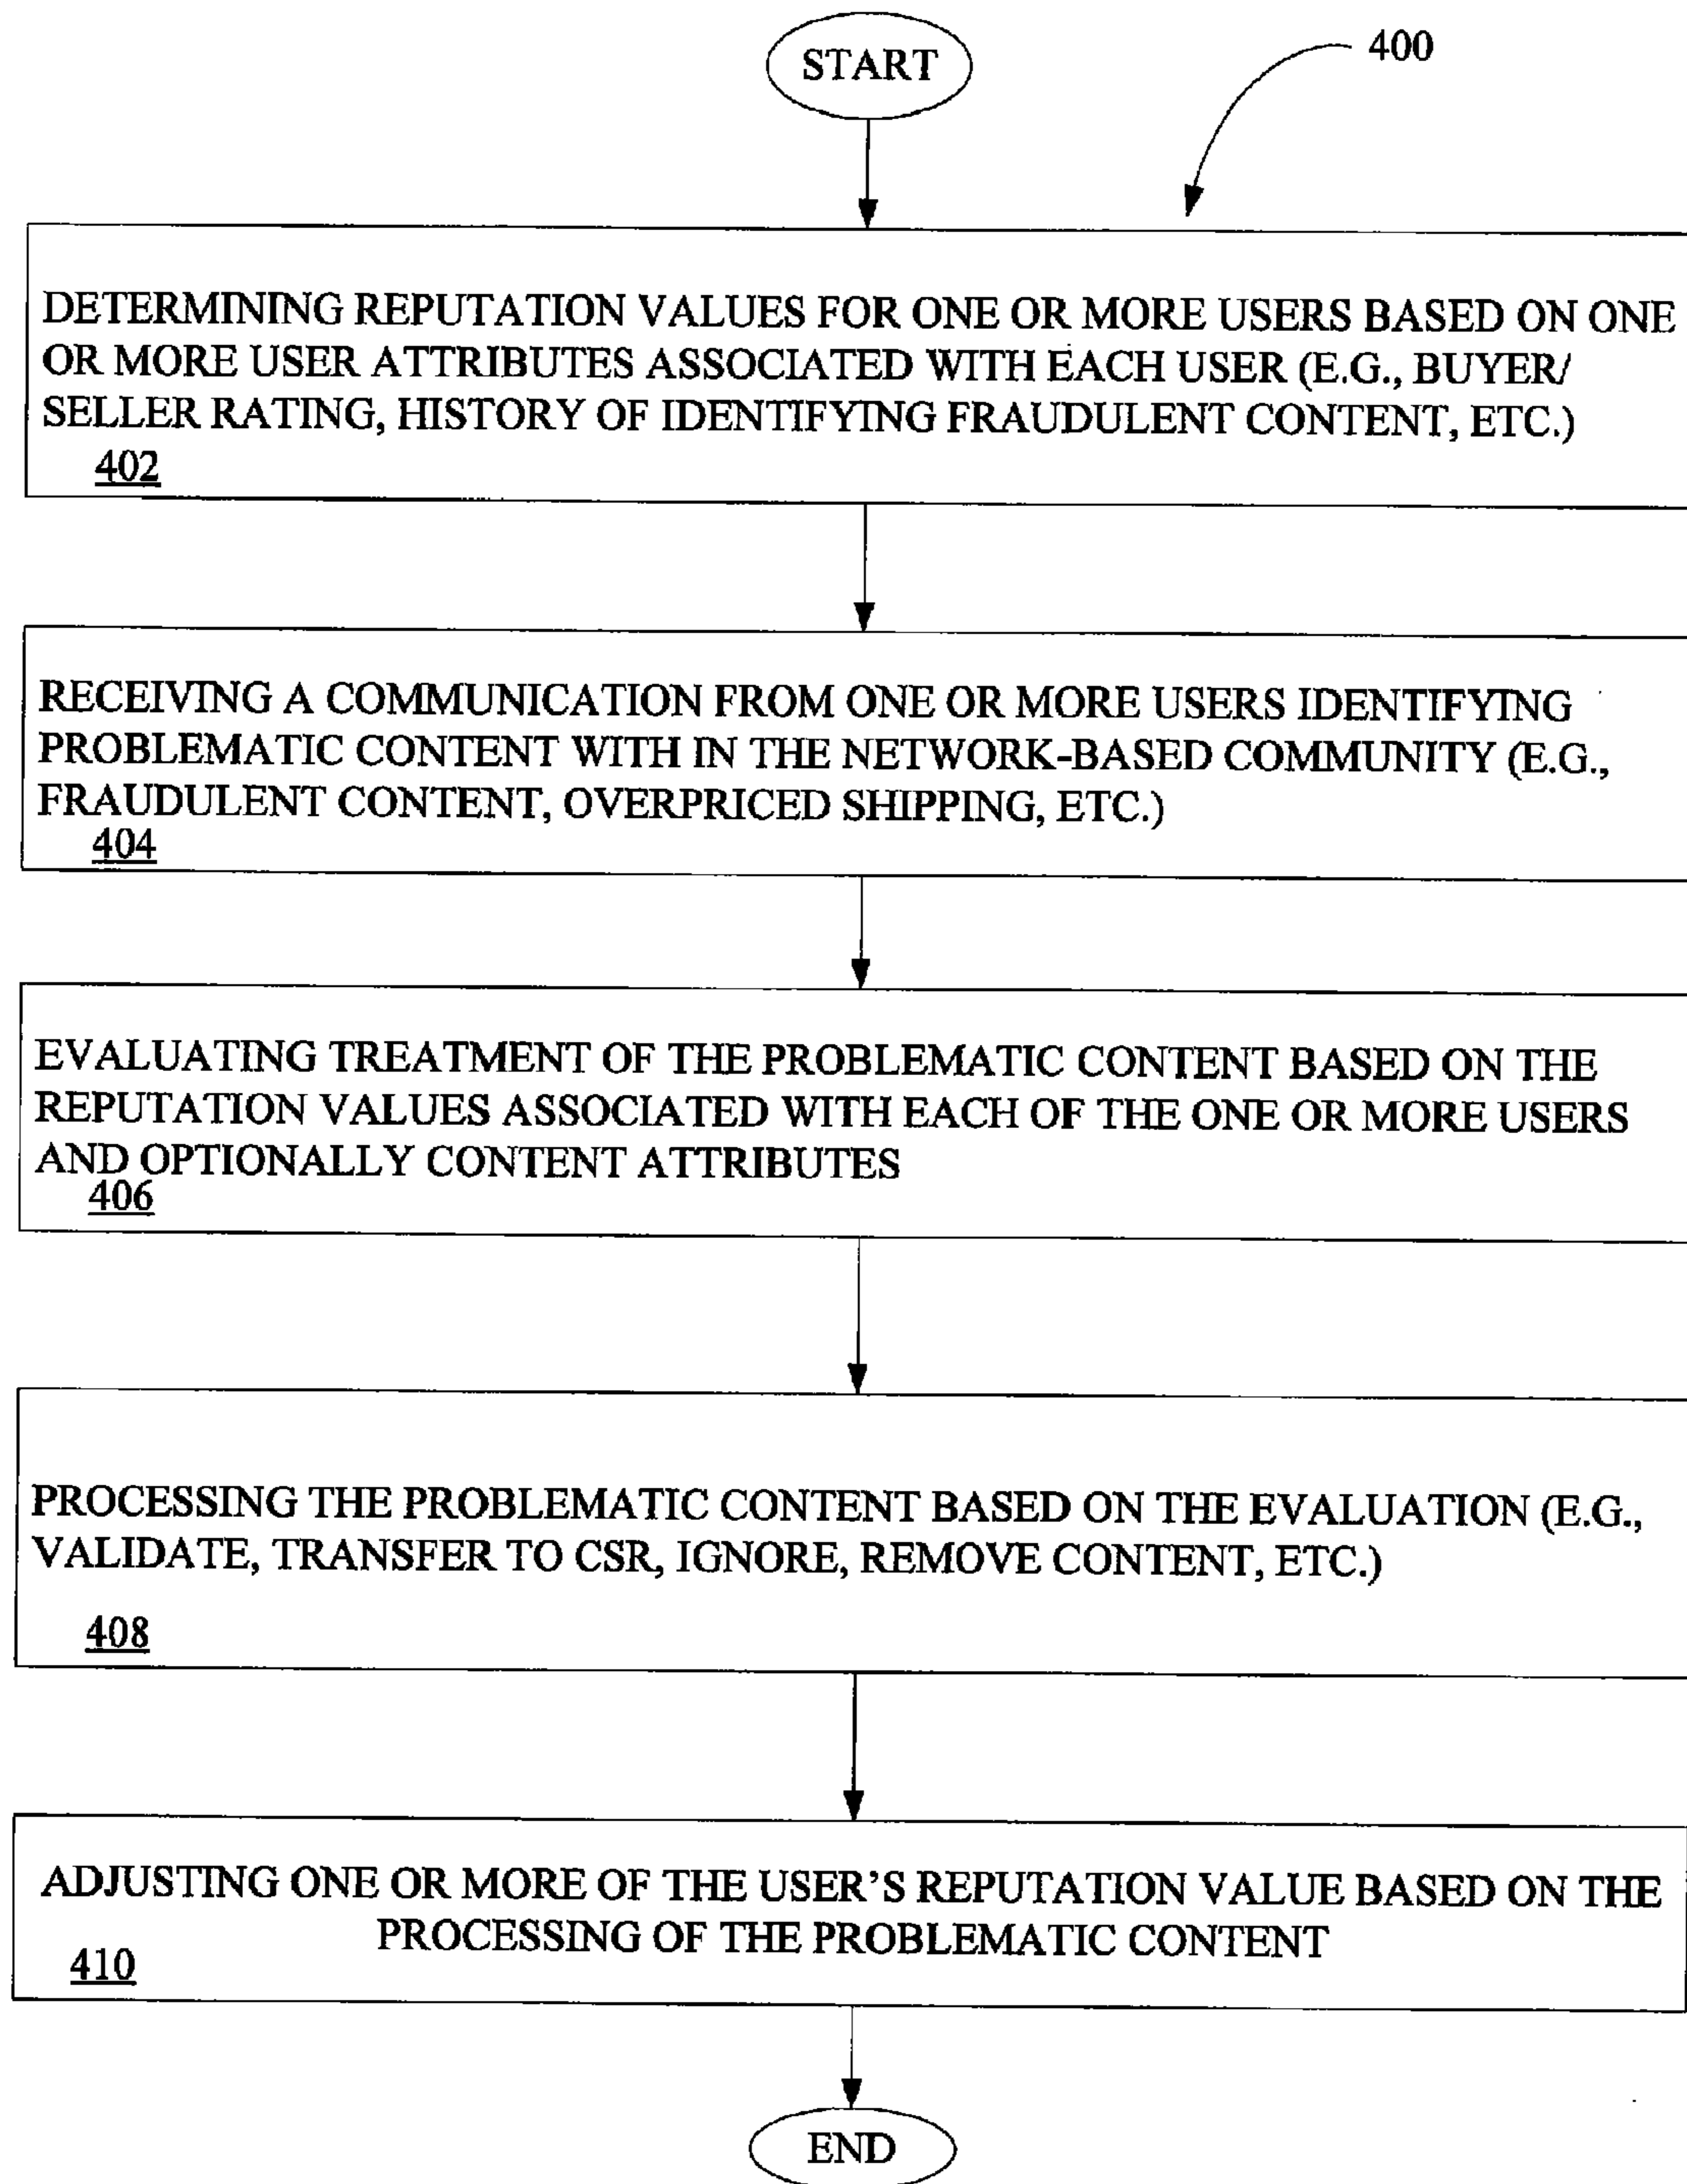 START
400
DETERMINING REPUTATION VALUES FOR ONE OR MORE USERS BASED ON ONE
OR MORE USER ATTRIBUTES ASSOCIATED WITH EACH USER (E.G., BUYER/
SELLER RATING, HISTORY OF IDENTIFYING FRAUDULENT CONTENT, ETC.)
402
RECEIVING A COMMUNICATION FROM ONE OR MORE USERS IDENTIFYING
PROBLEMATIC CONTENT WITH IN THE NETWORK-BASED COMMUNITY (E.G.,
FRAUDULENT CONTENT, OVERPRICED SHIPPING, ETC.)
404
EVALUATING TREATMENT OF THE PROBLEMATIC CONTENT BASED ON THE
REPUTATION VALUES ASSOCIATED WITH EACH OF THE ONE OR MORE USERS
AND OPTIONALLY CONTENT ATTRIBUTES
406
PROCESSING THE PROBLEMATIC CONTENT BASED ON THE EVALUATION (E.G.,
VALIDATE, TRANSFER TO CSR, IGNORE, REMOVE CONTENT, ETC.)
408
ADJUSTING ONE OR MORE OF THE USER'S REPUTATION VALUE BASED ON THE
PROCESSING OF THE PROBLEMATIC CONTENT
410
END